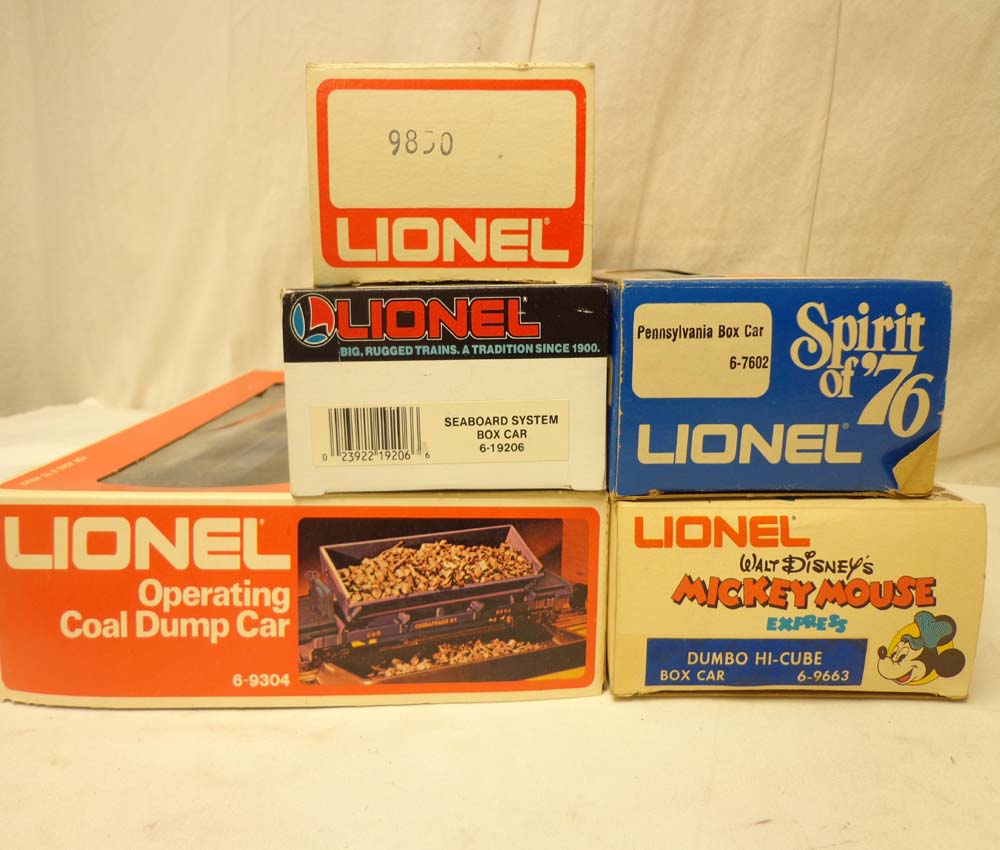 9850
LIONEL
LIONEL
BIG, RUGGED TRAINS. A TRADITION SINCE 1900.
SEABOARD SYSTEM
BOX CAR
6-19206
0 23922 19206 6
Pennsylvania Box Car
6-7602
Spirit
of '76
LIONEL
LIONEL
Operating
Coal Dump Car
6-9304
LIONEL
WALT DISNEY'S
MICKEY MOUSE
EXPRESS
DUMBO HI-CUBE
BOX CAR 6-9663